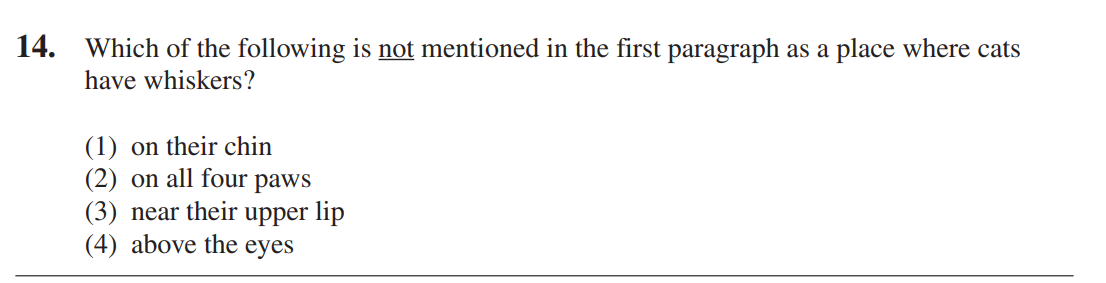 14. Which of the following is not mentioned in the first paragraph as a place where cats
have whiskers?
(1) on their chin
(2) on all four paws
(3) near their upper lip
(4) above the eyes